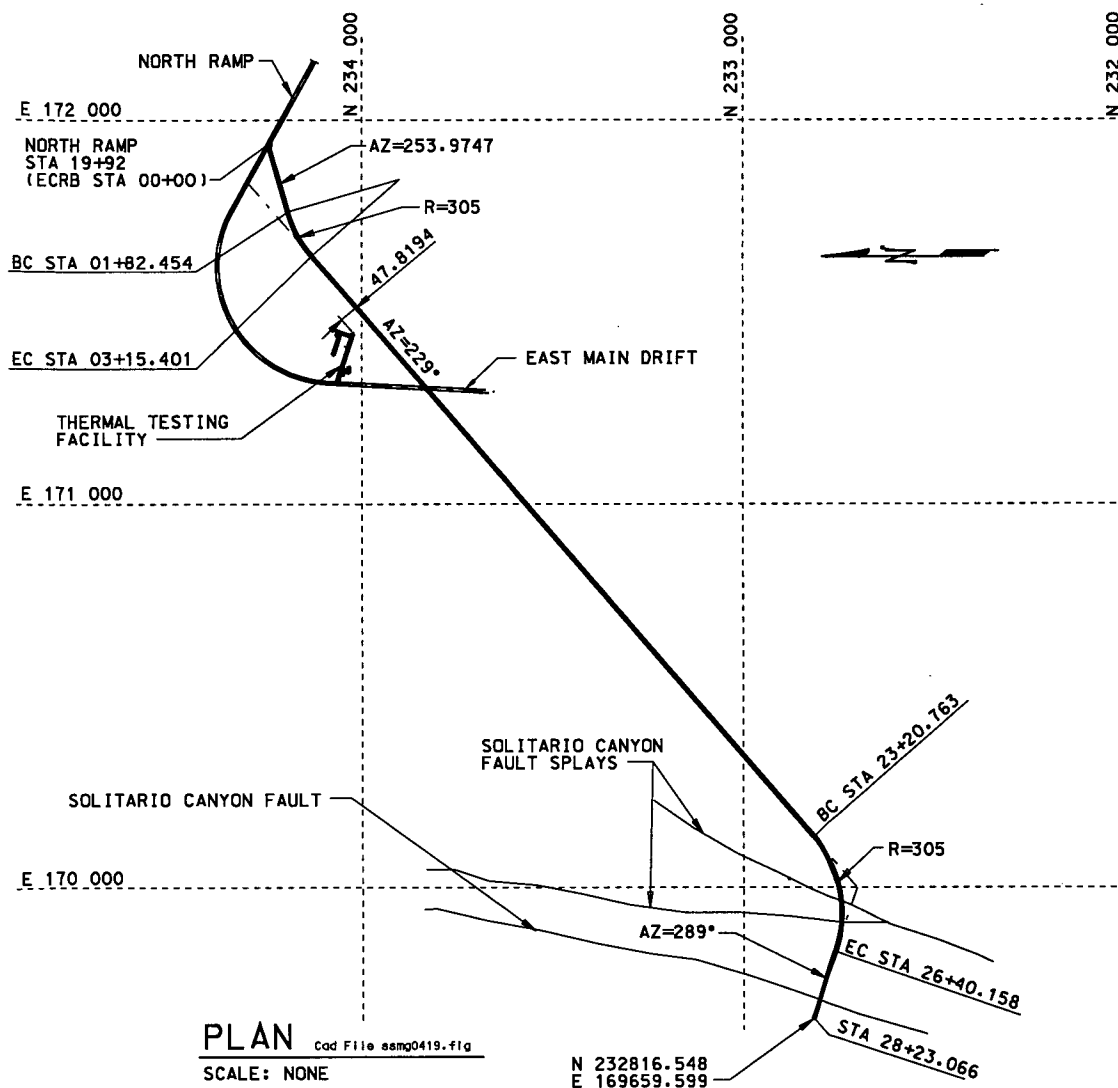 N 234 000
N 233 000
N 232 000
NORTH RAMP
E 172 000
NORTH RAMP
STA 19+92
(ECRB STA 00+00)
AZ=253.9747
R=305
BC STA 01+82.454
47.8194
N
AZ=229°
EC STA 03+15.401
EAST MAIN DRIFT
THERMAL TESTING
FACILITY
E 171 000
BC STA 23+20.763
SOLITARIO CANYON
FAULT SPLAYS
SOLITARIO CANYON FAULT
R=305
E 170 000
AZ=289°
EC STA 26+40.158
STA 28+23.066
PLAN Cad File ssmg0419.fig
SCALE: NONE
N 232816.548
E 169659.599